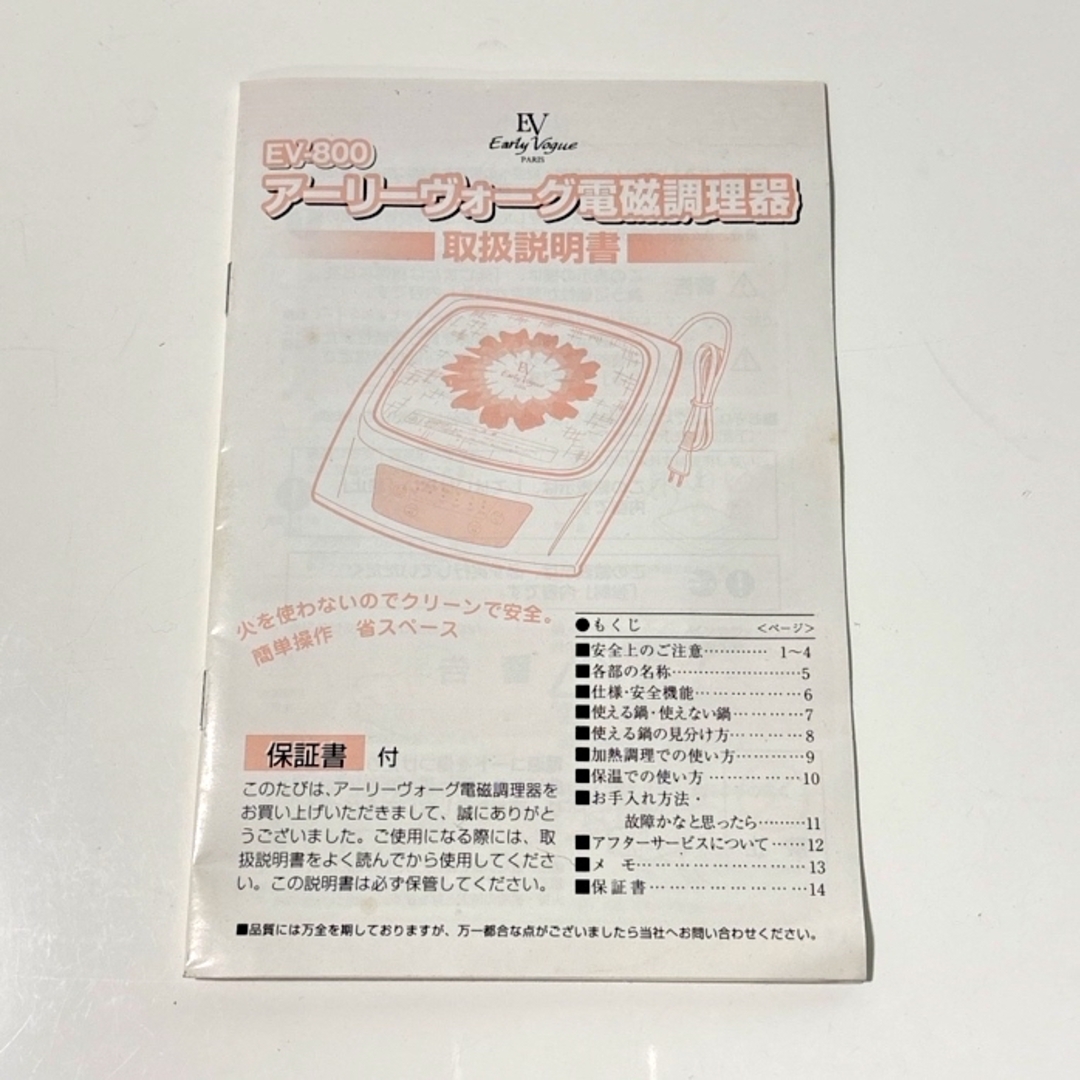 EV
Early Vogue
PARIS
EV-800
アーリーヴォーグ電磁調理器
取扱説明書
EV
Early Vogue
火を使わないのでクリーンで安全。
簡単操作 省スペース
●もくじ <ページ>
■安全上のご注意………… 1〜4
■各部の名称……………………5
■仕様・安全機能………………6
■使える鍋・使えない鍋…………7
■使える鍋の見分け方…………8
■加熱調理での使い方…………9
■保温での使い方 ……………10
■お手入れ方法・
故障かなと思ったら………11
■アフターサービスについて……12
■メ モ…………………………13
■保証書…………………………14
保証書 付
このたびは、アーリーヴォーグ電磁調理器を
お買い上げいただきまして、誠にありがと
うございました。ご使用になる際には、取
扱説明書をよく読んでから使用してくださ
い。この説明書は必ず保管してください。
■品質には万全を期しておりますが、万一都合な点がございましたら当社へお問い合わせください。